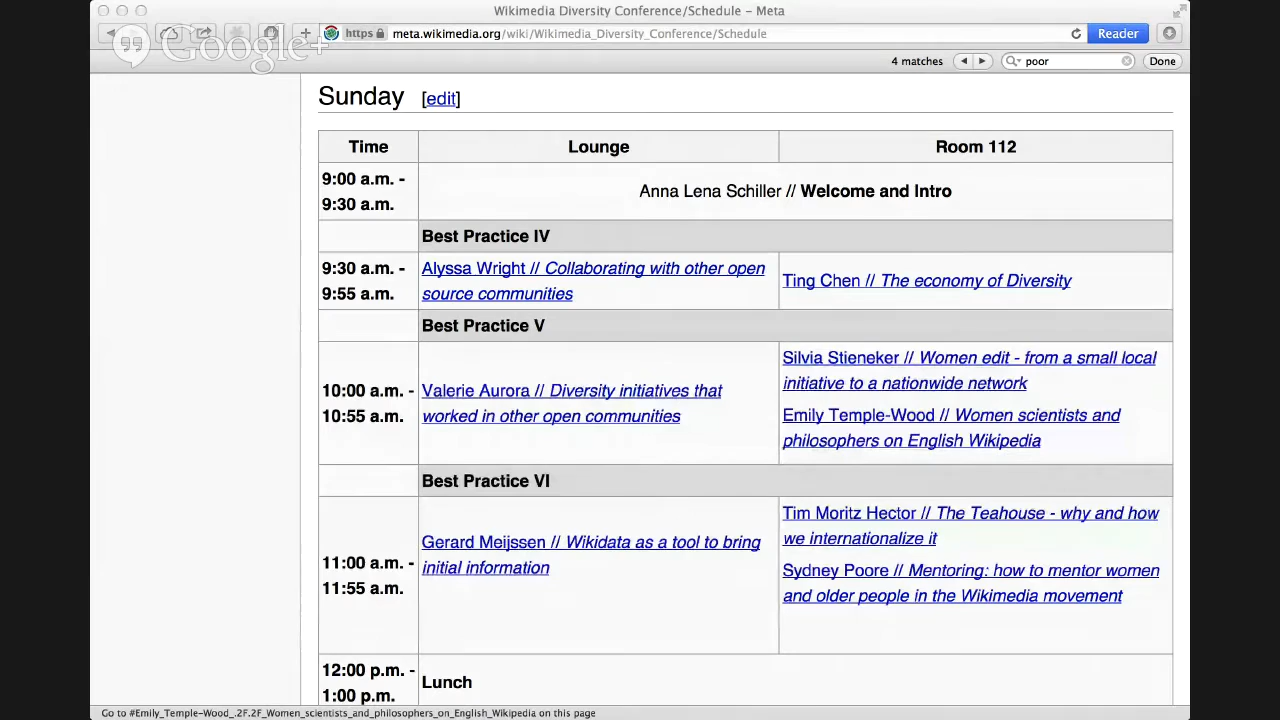 Wikimedia Diversity Conference/Schedule – Meta
Google+
https meta.wikimedia.org/wiki/Wikimedia_Diversity_Conference/Schedule Reader
4 matches poor Done
Sunday [edit]
Time Lounge Room 112
9:00 a.m. -
9:30 a.m.
Anna Lena Schiller // Welcome and Intro
Best Practice IV
9:30 a.m. -
9:55 a.m.
Alyssa Wright // Collaborating with other open
source communities
Ting Chen // The economy of Diversity
Best Practice V
10:00 a.m. -
10:55 a.m.
Valerie Aurora // Diversity initiatives that
worked in other open communities
Silvia Stieneker // Women edit - from a small local
initiative to a nationwide network
Emily Temple-Wood // Women scientists and
philosophers on English Wikipedia
Best Practice VI
11:00 a.m. -
11:55 a.m.
Gerard Meijssen // Wikidata as a tool to bring
initial information
Tim Moritz Hector // The Teahouse - why and how
we internationalize it
Sydney Poore // Mentoring: how to mentor women
and older people in the Wikimedia movement
12:00 p.m. -
1:00 p.m.
Lunch
Go to #Emily_Temple-Wood_.2F.2F_Women_scientists_and_philosophers_on_English_Wikipedia on this page